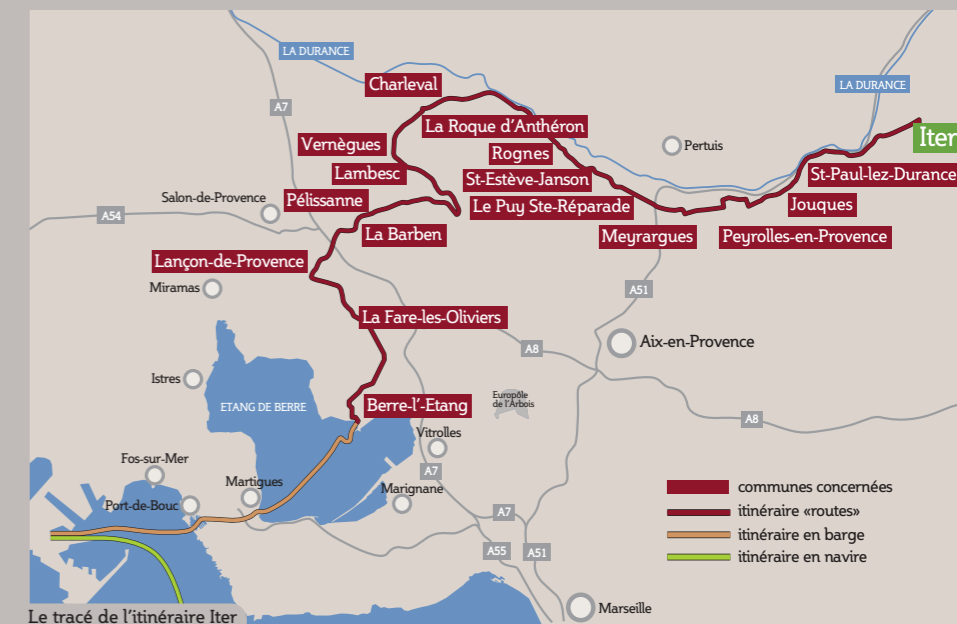 LA DURANCE
Charleval
LA DURANCE
A7
La Roque d'Anthéron
Iter
Vernègues
Rognes
Pertuis
Lambesc
St-Estève-Janson
St-Paul-lez-Durance
Salon-de-Provence
Pélissanne
Le Puy Ste-Réparade
Jouques
A54
La Barben
Meyrargues
Peyrolles-en-Provence
Lançon-de-Provence
Miramas
A51
La Fare-les-Oliviers
A8
Aix-en-Provence
Istres
ETANG DE BERRE
Berre-l'-Etang
Europôle
de l'Arbois
A8
Vitrolles
Fos-sur-Mer
A7
Martigues
Marignane
Port-de-Bouc
A7
A55
A51
communes concernées
itinéraire «routes»
itinéraire en barge
itinéraire en navire
Marseille
Le tracé de l'itinéraire Iter